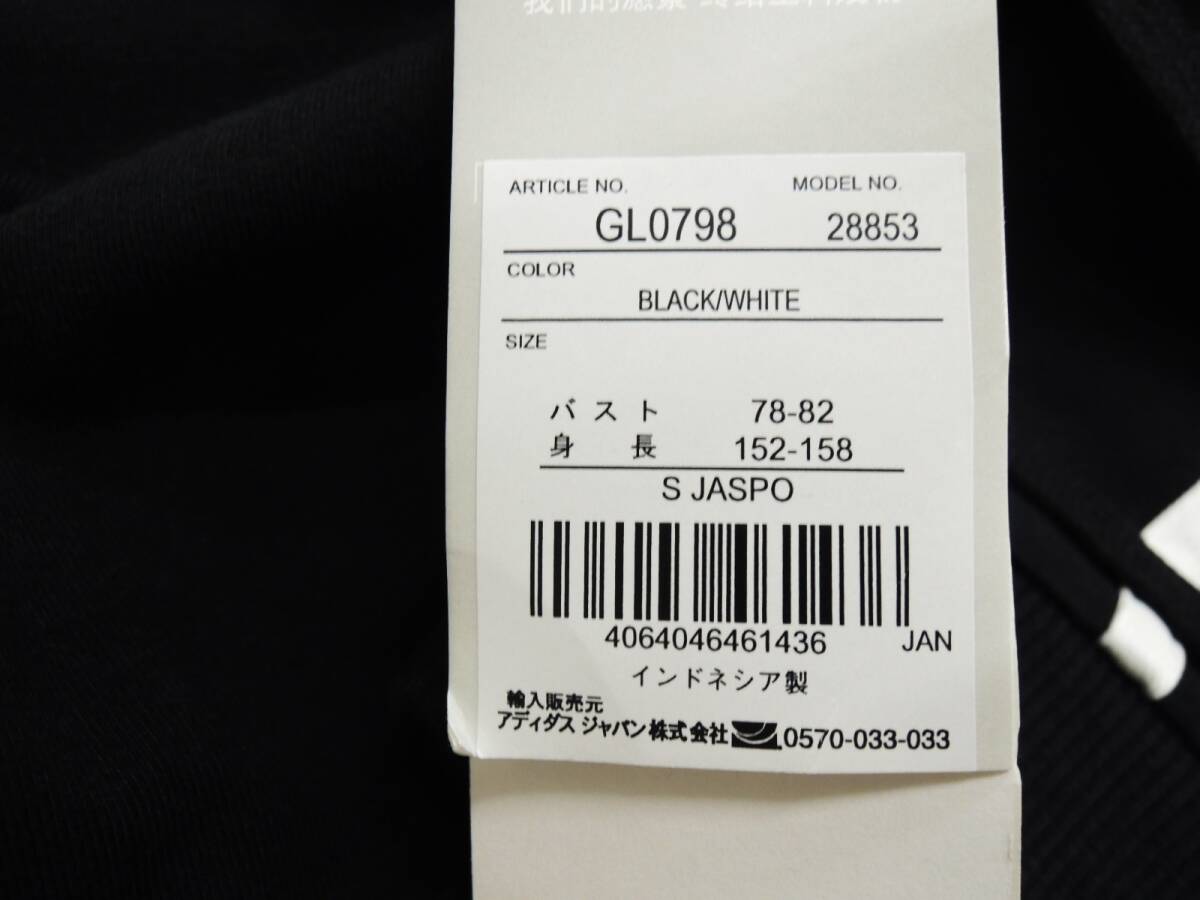 ARTICLE NO. MODEL NO.
GL0798 28853
COLOR
BLACK/WHITE
SIZE
バスト 78-82
身長 152-158
S JASPO
4064046461436 JAN
インドネシア製
輸入販売元
アディダス ジャパン株式会社 0570-033-033